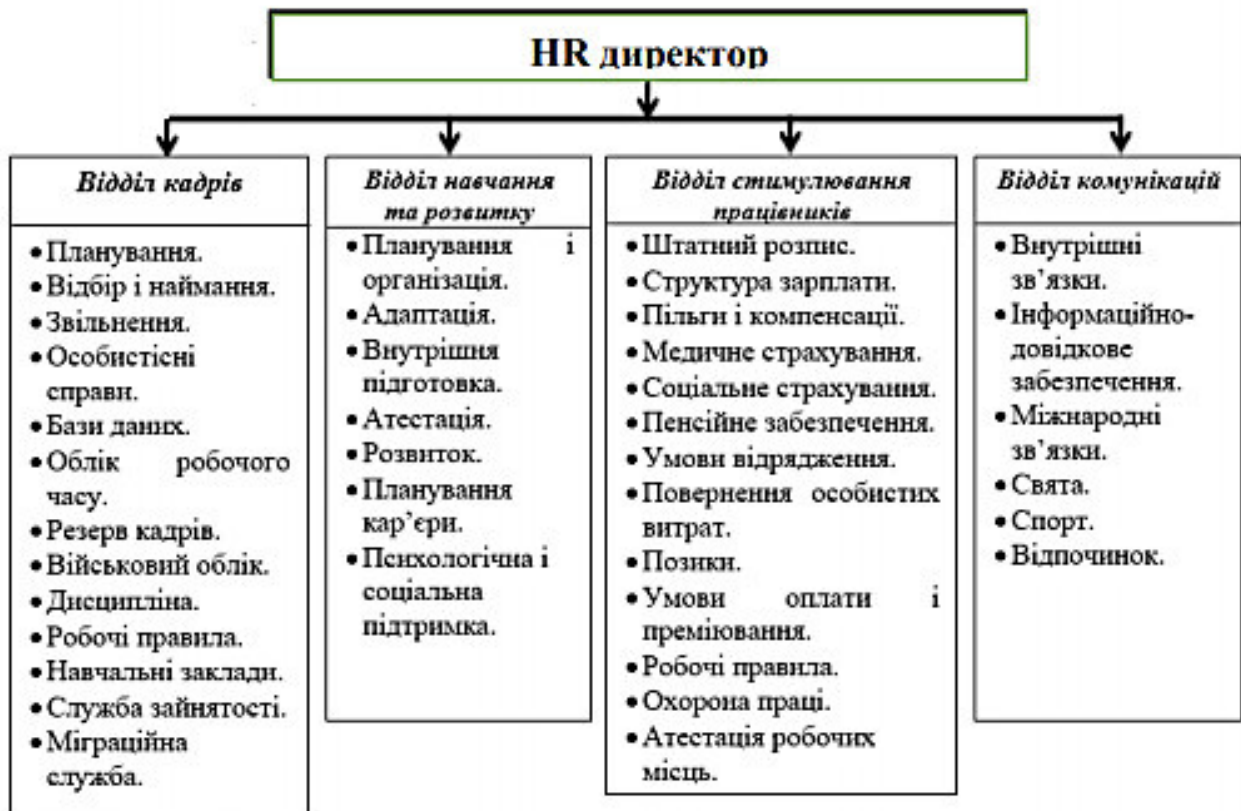 HR директор
Відділ кадрів
•Планування.
•Відбір і наймання.
•Звільнення.
•Особистісні
справи.
•Бази даних.
•Облік робочого
часу.
•Резерв кадрів.
•Військовий облік.
•Дисципліна.
•Робочі правила.
•Навчальні заклади.
•Служба зайнятості.
•Міграційна
служба.
Відділ навчання
та розвитку
•Планування і
організація.
•Адаптація.
•Внутрішня
підготовка.
•Атестація.
•Розвиток.
•Планування
кар’єри.
•Психологічна і
соціальна
підтримка.
Відділ стимулювання
працівників
•Штатний розпис.
•Структура зарплати.
•Пільги і компенсації.
•Медичне страхування.
•Соціальне страхування.
•Пенсійне забезпечення.
•Умови відрядження.
•Повернення особистих
витрат.
•Позики.
•Умови оплати і
преміювання.
•Робочі правила.
•Охорона праці.
•Атестація робочих
місць.
Відділ комунікацій
•Внутрішні
зв’язки.
•Інформаційно-
довідкове
забезпечення.
•Міжнародні
зв’язки.
•Свята.
•Спорт.
•Відпочинок.